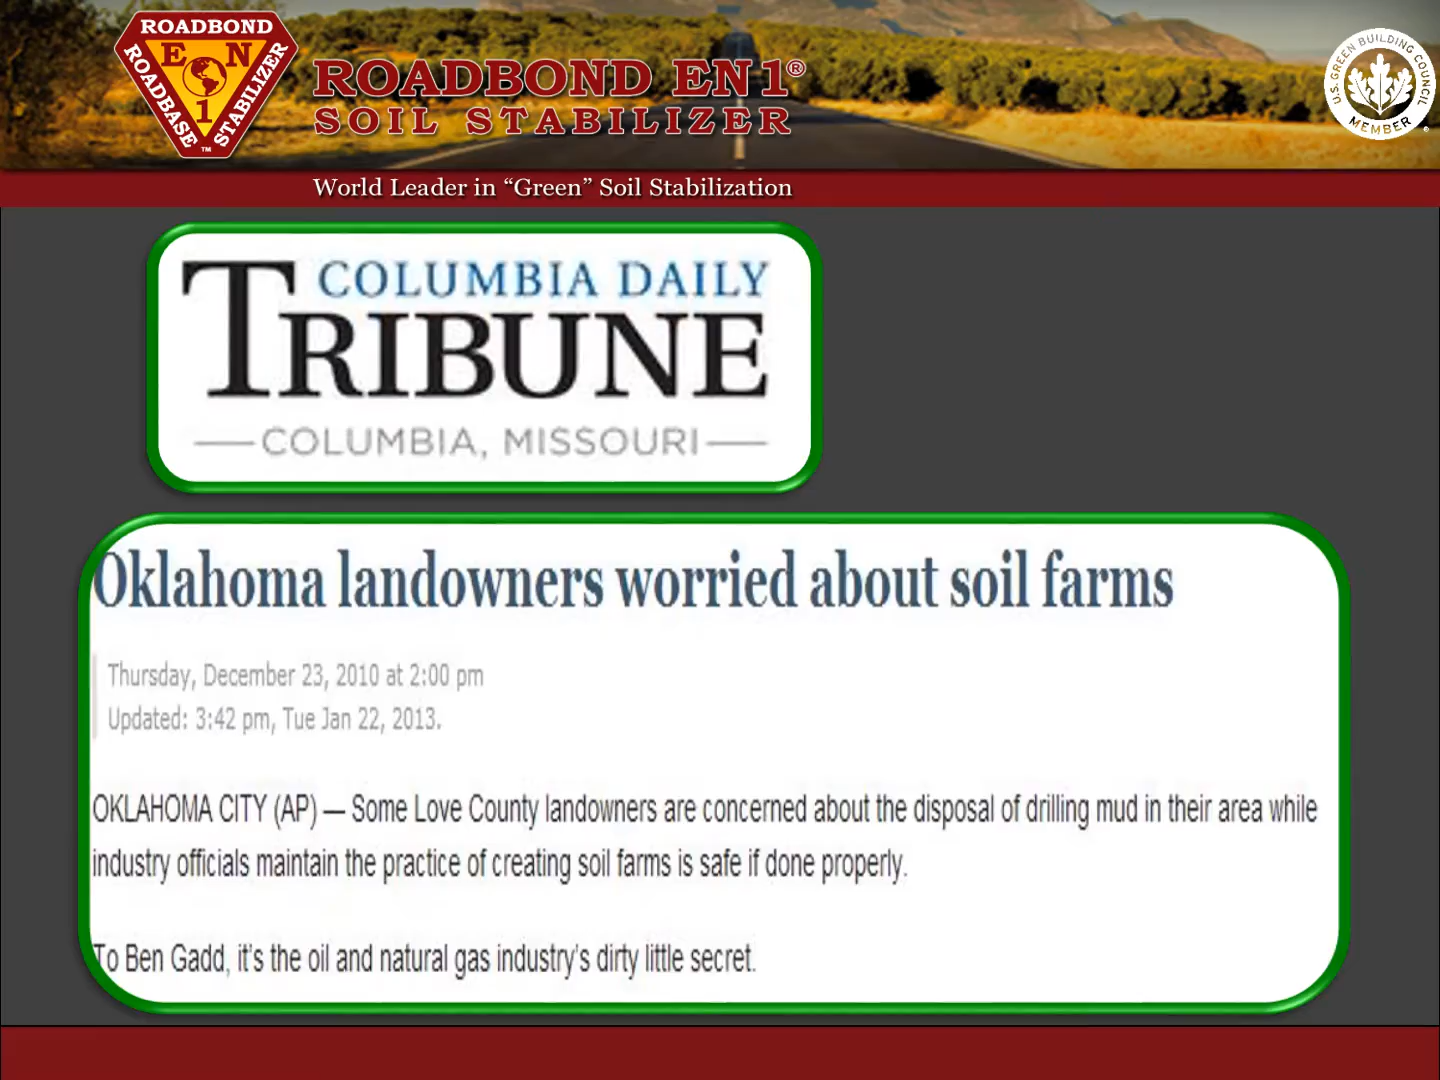 ROADBOND
EN
1
ROADBASE
STABILIZER
™
ROADBOND EN1®
SOIL STABILIZER
U.S. GREEN BUILDING COUNCIL
MEMBER
®
World Leader in “Green” Soil Stabilization
COLUMBIA DAILY
TRIBUNE
COLUMBIA, MISSOURI
Oklahoma landowners worried about soil farms
Thursday, December 23, 2010 at 2:00 pm
Updated: 3:42 pm, Tue Jan 22, 2013.
OKLAHOMA CITY (AP) — Some Love County landowners are concerned about the disposal of drilling mud in their area while
industry officials maintain the practice of creating soil farms is safe if done properly.
To Ben Gadd, it's the oil and natural gas industry's dirty little secret.